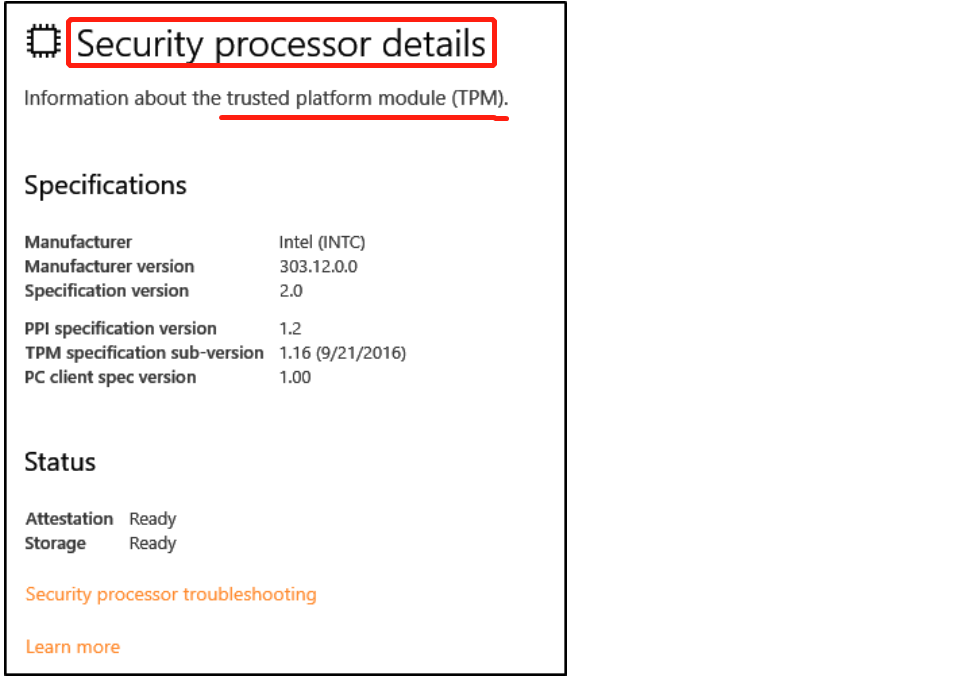 Security processor details
Information about the trusted platform module (TPM).
Specifications
Manufacturer Intel (INTC)
Manufacturer version 303.12.0.0
Specification version 2.0
PPI specification version 1.2
TPM specification sub-version 1.16 (9/21/2016)
PC client spec version 1.00
Status
Attestation Ready
Storage Ready
Security processor troubleshooting
Learn more